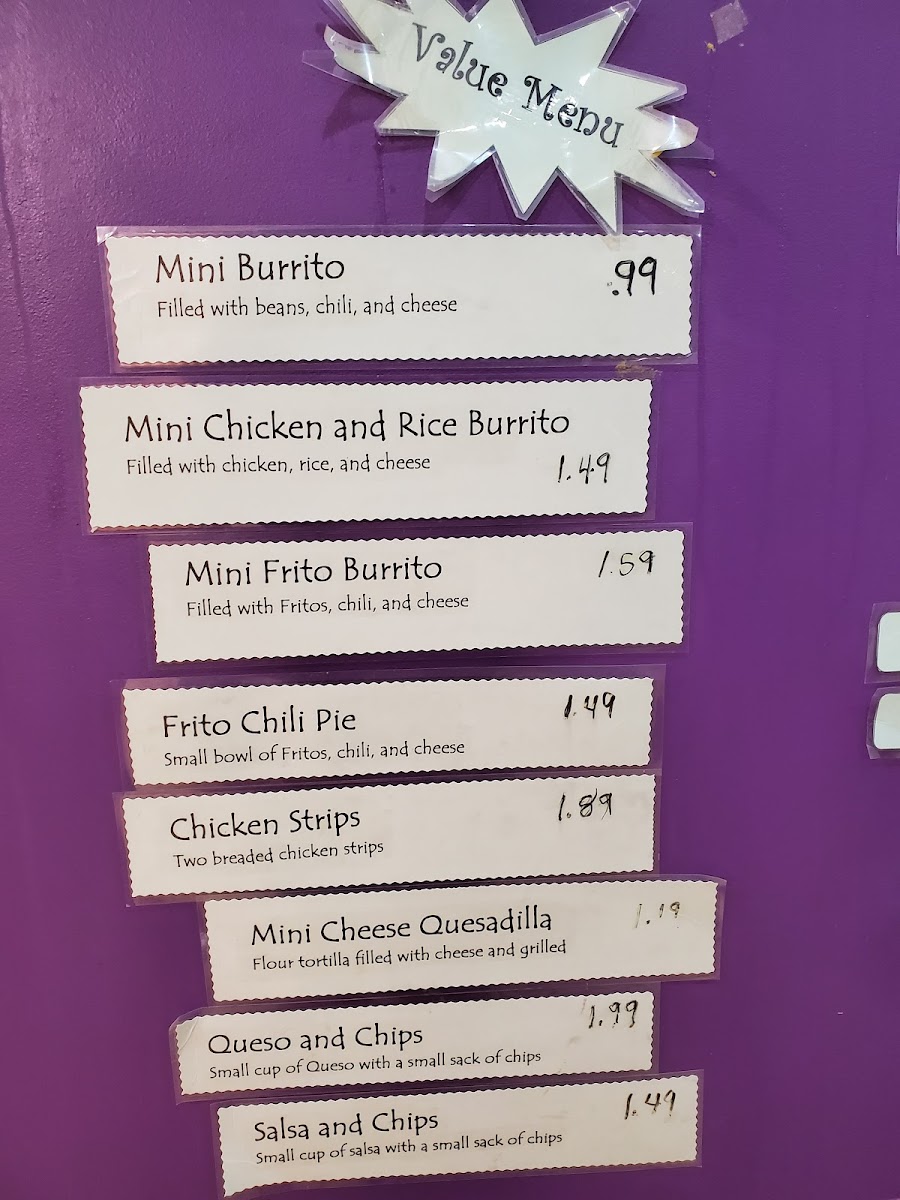 Value Menu
Mini Burrito .99
Filled with beans, chili, and cheese
Mini Chicken and Rice Burrito
Filled with chicken, rice, and cheese 1.49
Mini Frito Burrito 1.59
Filled with Fritos, chili, and cheese
Frito Chili Pie 1.49
Small bowl of Fritos, chili, and cheese
Chicken Strips 1.89
Two breaded chicken strips
Mini Cheese Quesadilla 1.19
Flour tortilla filled with cheese and grilled
Queso and Chips 1.99
Small cup of Queso with a small sack of chips
Salsa and Chips 1.49
Small cup of salsa with a small sack of chips